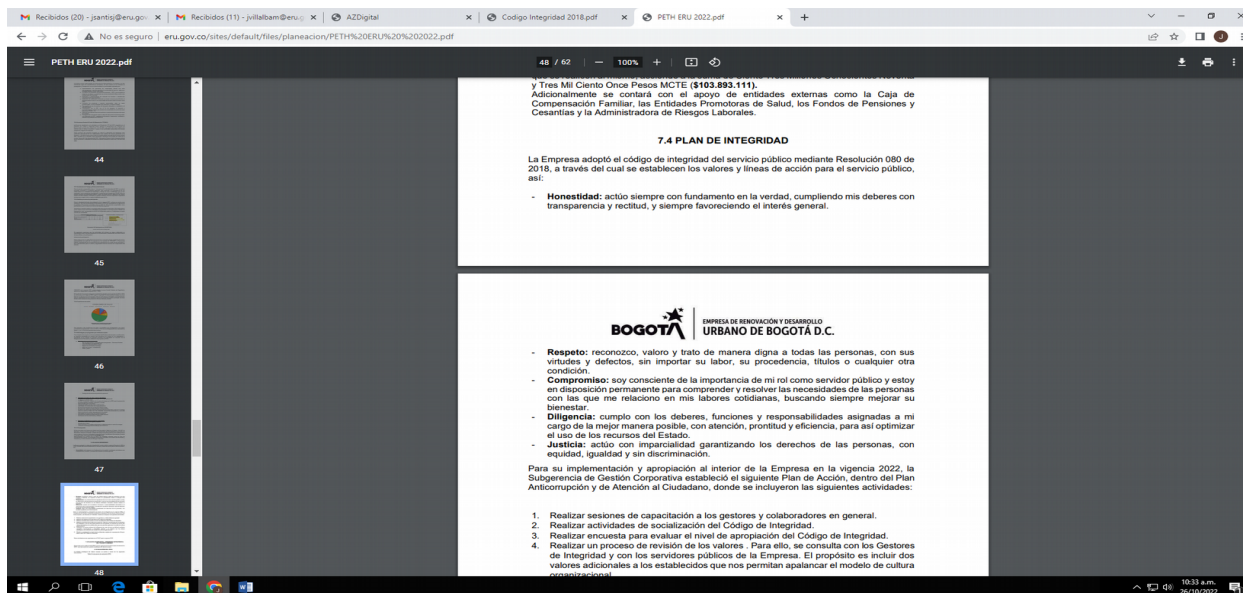 Recibidos (20) - jsantisj@eru.gov
Recibidos (11) - jvillalbam@eru.g
AZDigital
Codigo Integridad 2018.pdf
PETH ERU 2022.pdf
No es seguro | eru.gov.co/sites/default/files/planeacion/PETH%20ERU%20%202022.pdf
PETH ERU 2022.pdf
48 / 62
100%
44
45
46
47
48
y Tres Mil Ciento Once Pesos MCTE ($103.893.111).
Adicionalmente se contará con el apoyo de entidades externas como la Caja de
Compensación Familiar, las Entidades Promotoras de Salud, los Fondos de Pensiones y
Cesantías y la Administradora de Riesgos Laborales.
7.4 PLAN DE INTEGRIDAD
La Empresa adoptó el código de integridad del servicio público mediante Resolución 080 de
2018, a través del cual se establecen los valores y líneas de acción para el servicio público,
así:
- Honestidad: actúo siempre con fundamento en la verdad, cumpliendo mis deberes con
transparencia y rectitud, y siempre favoreciendo el interés general.
BOGOTÁ
EMPRESA DE RENOVACIÓN Y DESARROLLO
URBANO DE BOGOTÁ D.C.
- Respeto: reconozco, valoro y trato de manera digna a todas las personas, con sus
virtudes y defectos, sin importar su labor, su procedencia, títulos o cualquier otra
condición.
- Compromiso: soy consciente de la importancia de mi rol como servidor público y estoy
en disposición permanente para comprender y resolver las necesidades de las personas
con las que me relaciono en mis labores cotidianas, buscando siempre mejorar su
bienestar.
- Diligencia: cumplo con los deberes, funciones y responsabilidades asignadas a mi
cargo de la mejor manera posible, con atención, prontitud y eficiencia, para así optimizar
el uso de los recursos del Estado.
- Justicia: actúo con imparcialidad garantizando los derechos de las personas, con
equidad, igualdad y sin discriminación.
Para su implementación y apropiación al interior de la Empresa en la vigencia 2022, la
Subgerencia de Gestión Corporativa estableció el siguiente Plan de Acción, dentro del Plan
Anticorrupción y de Atención al Ciudadano, donde se incluyeron las siguientes actividades:
1. Realizar sesiones de capacitación a los gestores y colaboradores en general.
2. Realizar actividades de socialización del Código de Integridad.
3. Realizar encuesta para evaluar el nivel de apropiación del Código de Integridad.
4. Realizar un proceso de revisión de los valores . Para ello, se consulta con los Gestores
de Integridad y con los servidores públicos de la Empresa. El propósito es incluir dos
valores adicionales a los establecidos que nos permitan apalancar el modelo de cultura
organizacional
10:33 a.m.
26/10/2022